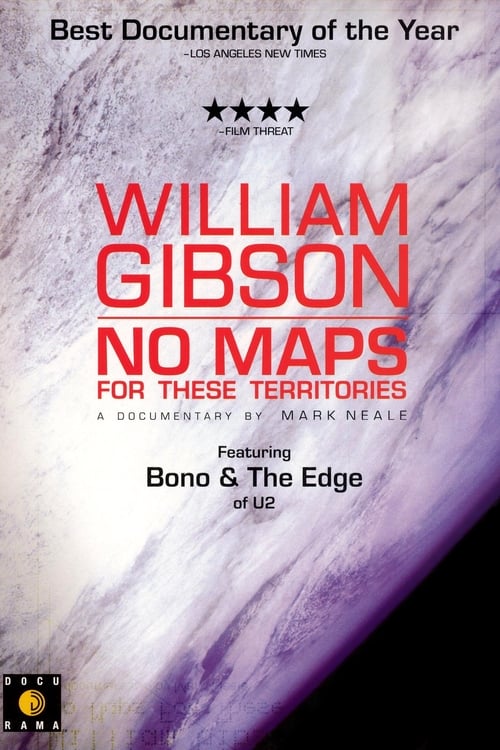 Best Documentary of the Year
–LOS ANGELES NEW TIMES
–FILM THREAT
WILLIAM
GIBSON
NO MAPS
FOR THESE TERRITORIES
A DOCUMENTARY BY MARK NEALE
Featuring
Bono & The Edge
of U2
DOCU
RAMA